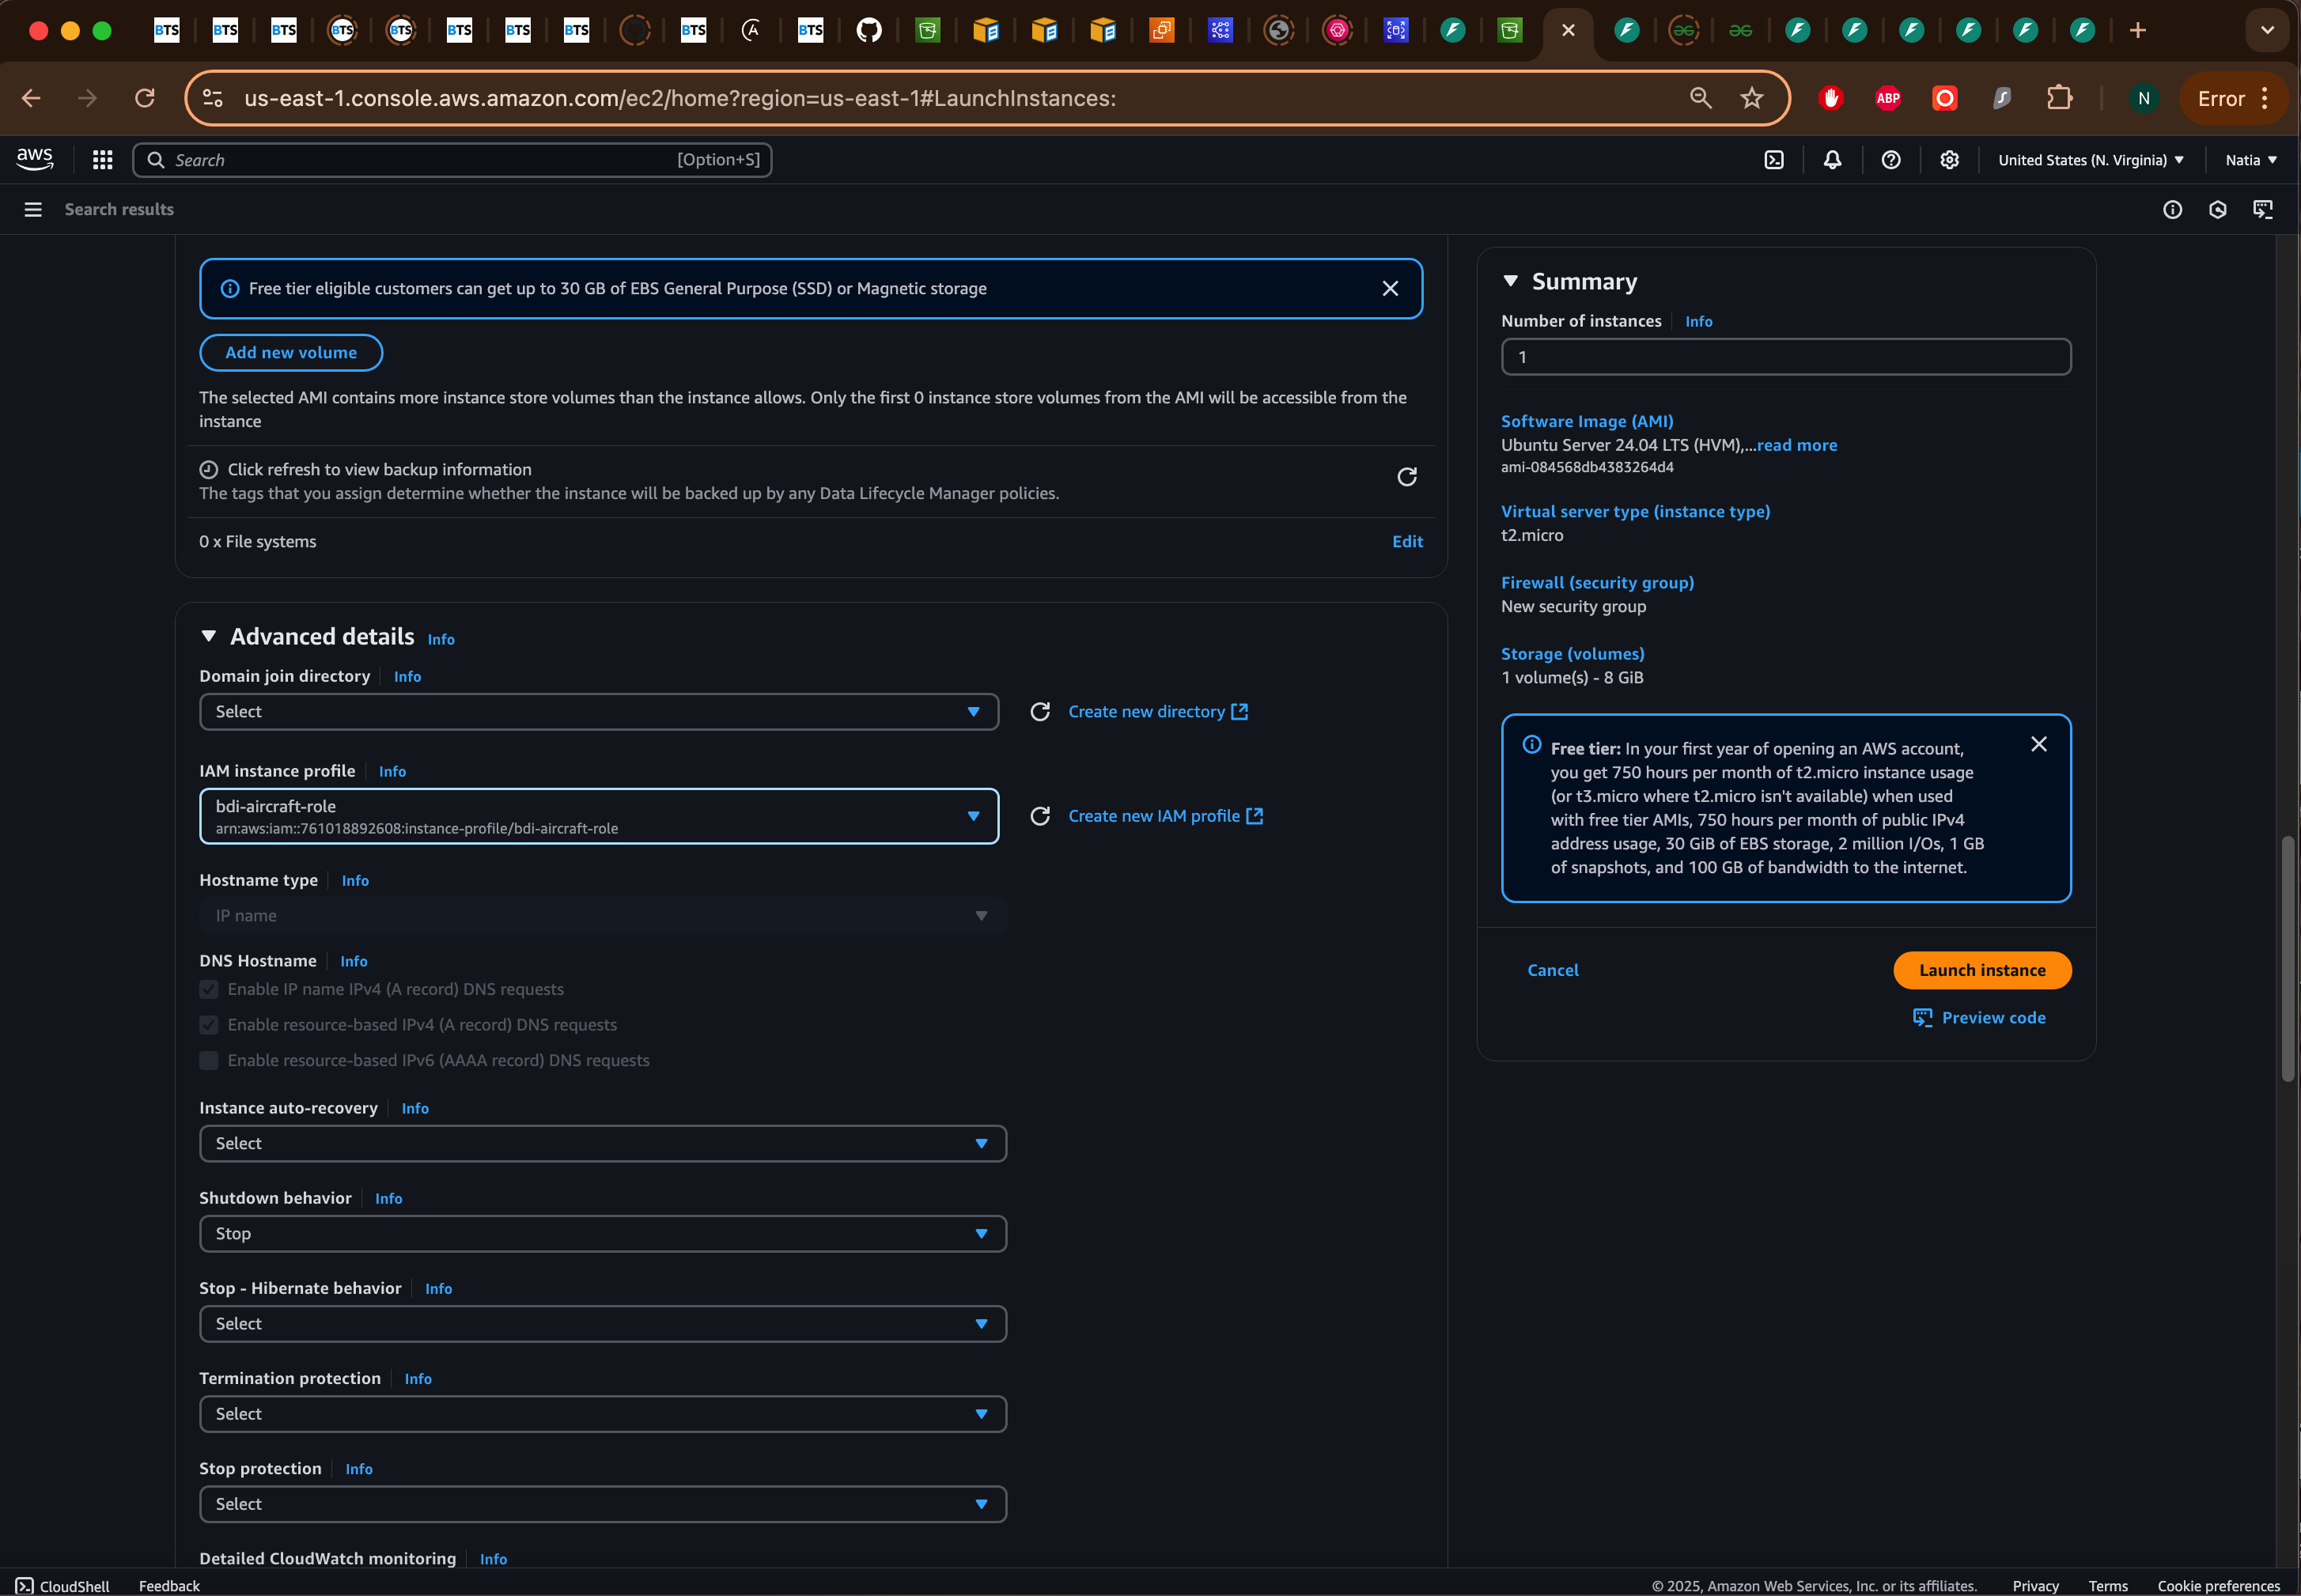 BTS
BTS
BTS
BTS
BTS
BTS
BTS
BTS
BTS
BTS
us-east-1.console.aws.amazon.com/ec2/home?region=us-east-1#LaunchInstances:
ABP
N
Error
aws
Search
[Option+S]
United States (N. Virginia)
Natia
Search results
Free tier eligible customers can get up to 30 GB of EBS General Purpose (SSD) or Magnetic storage
Add new volume
The selected AMI contains more instance store volumes than the instance allows. Only the first 0 instance store volumes from the AMI will be accessible from the
instance
Click refresh to view backup information
The tags that you assign determine whether the instance will be backed up by any Data Lifecycle Manager policies.
0 x File systems
Edit
Advanced details Info
Domain join directory Info
Select
Create new directory
IAM instance profile Info
bdi-aircraft-role
arn:aws:iam::761018892608:instance-profile/bdi-aircraft-role
Create new IAM profile
Hostname type Info
IP name
DNS Hostname Info
Enable IP name IPv4 (A record) DNS requests
Enable resource-based IPv4 (A record) DNS requests
Enable resource-based IPv6 (AAAA record) DNS requests
Instance auto-recovery Info
Select
Shutdown behavior Info
Stop
Stop - Hibernate behavior Info
Select
Termination protection Info
Select
Stop protection Info
Select
Detailed CloudWatch monitoring Info
Summary
Number of instances Info
1
Software Image (AMI)
Ubuntu Server 24.04 LTS (HVM),...read more
ami-084568db4383264d4
Virtual server type (instance type)
t2.micro
Firewall (security group)
New security group
Storage (volumes)
1 volume(s) - 8 GiB
Free tier: In your first year of opening an AWS account,
you get 750 hours per month of t2.micro instance usage
(or t3.micro where t2.micro isn't available) when used
with free tier AMIs, 750 hours per month of public IPv4
address usage, 30 GiB of EBS storage, 2 million I/Os, 1 GB
of snapshots, and 100 GB of bandwidth to the internet.
Cancel
Launch instance
Preview code
CloudShell
Feedback
© 2025, Amazon Web Services, Inc. or its affiliates.
Privacy
Terms
Cookie preferences